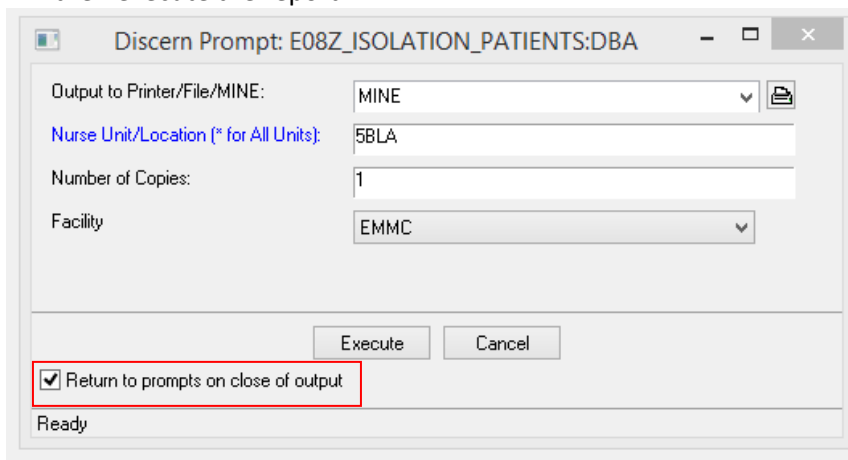 Discern Prompt: E08Z_ISOLATION_PATIENTS:DBA
Output to Printer/File/MINE: MINE
Nurse Unit/Location (* for All Units): 5BLA
Number of Copies: 1
Facility EMMC
Execute Cancel
Return to prompts on close of output
Ready